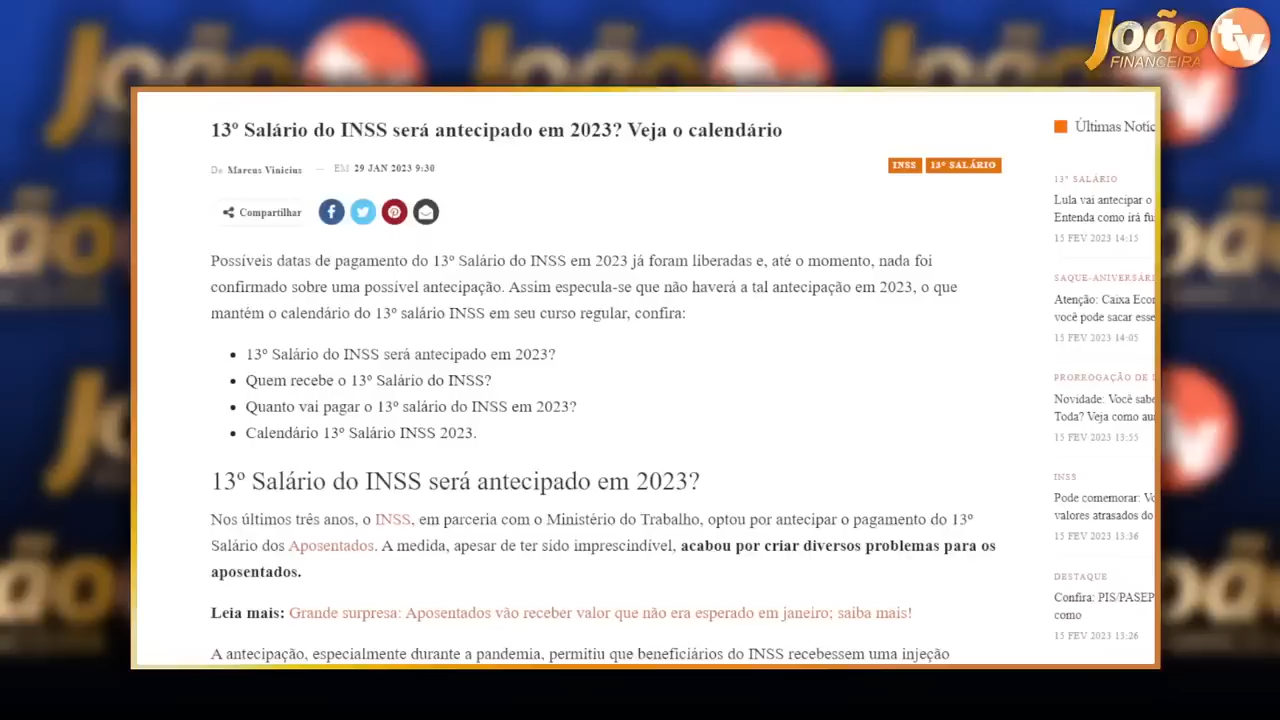 João tv
FINANCEIRA
13º Salário do INSS será antecipado em 2023? Veja o calendário
De Marcus Vinicius — EM 29 JAN 2023 9:30
INSS 13º SALÁRIO
Compartilhar
Possíveis datas de pagamento do 13º Salário do INSS em 2023 já foram liberadas e, até o momento, nada foi
confirmado sobre uma possível antecipação. Assim especula-se que não haverá a tal antecipação em 2023, o que
mantém o calendário do 13º salário INSS em seu curso regular, confira:
• 13º Salário do INSS será antecipado em 2023?
• Quem recebe o 13º Salário do INSS?
• Quanto vai pagar o 13º salário do INSS em 2023?
• Calendário 13º Salário INSS 2023.
13º Salário do INSS será antecipado em 2023?
Nos últimos três anos, o INSS, em parceria com o Ministério do Trabalho, optou por antecipar o pagamento do 13º
Salário dos Aposentados. A medida, apesar de ter sido imprescindível, acabou por criar diversos problemas para os
aposentados.
Leia mais: Grande surpresa: Aposentados vão receber valor que não era esperado em janeiro; saiba mais!
A antecipação, especialmente durante a pandemia, permitiu que beneficiários do INSS recebessem uma injeção
Últimas Notíc
13º SALÁRIO
Lula vai antecipar o
Entenda como irá fu
15 FEV 2023 14:15
SAQUE-ANIVERSÁRI
Atenção: Caixa Econ
você pode sacar esse
15 FEV 2023 14:05
PRORROGAÇÃO DE
Novidade: Você sabe
Toda? Veja como au
15 FEV 2023 13:55
INSS
Pode comemorar: Vo
valores atrasados do
15 FEV 2023 13:36
DESTAQUE
Confira: PIS/PASEP
como
15 FEV 2023 13:26